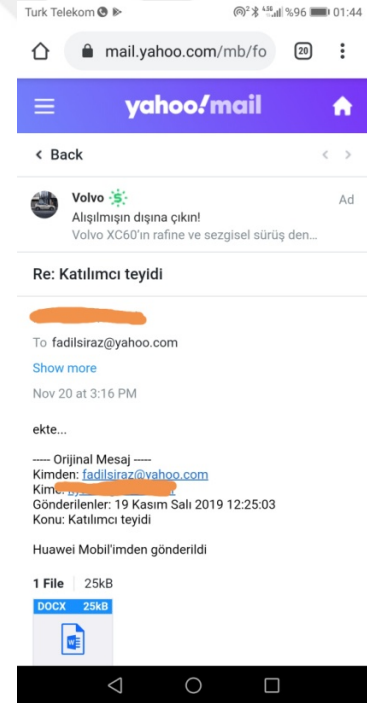 Turk Telekom %96 01:44
mail.yahoo.com/mb/fo 20
yahoo!mail
Back
Volvo S Ad
Alışılmışın dışına çıkın!
Volvo XC60'ın rafine ve sezgisel sürüş den...
Re: Katılımcı teyidi
To fadilsiraz@yahoo.com
Show more
Nov 20 at 3:16 PM
ekte...
----- Orijinal Mesaj -----
Kimden: fadilsiraz@yahoo.com
Kime:
Gönderilenler: 19 Kasım Salı 2019 12:25:03
Konu: Katılımcı teyidi
Huawei Mobil'imden gönderildi
1 File 25kB
DOCX 25kB